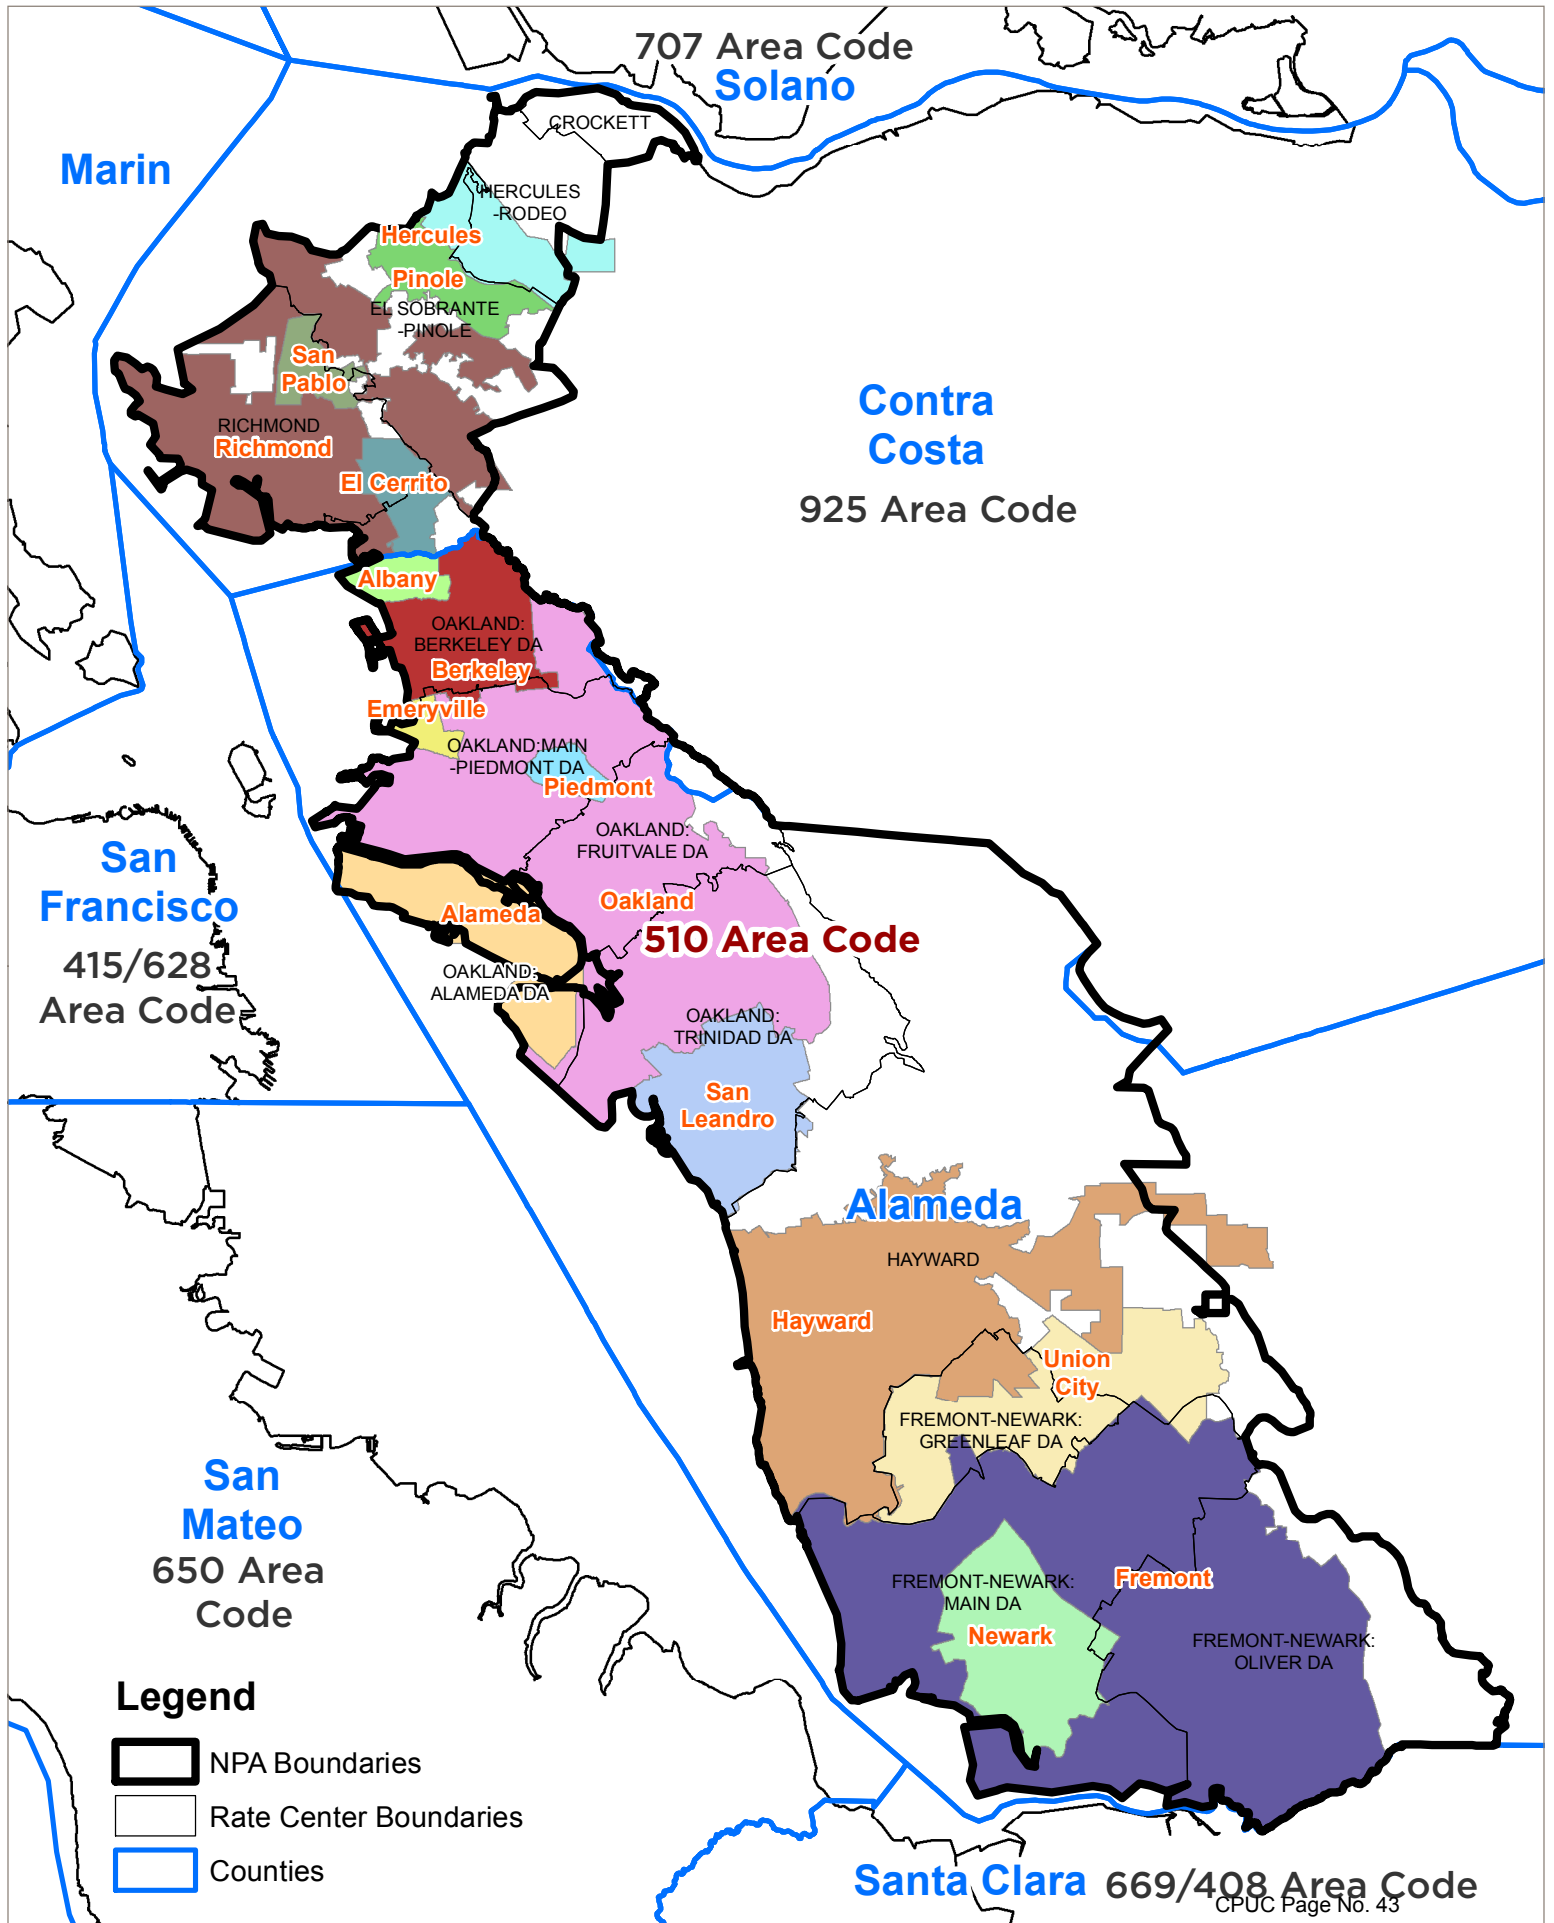 707 Area Code
Solano
CROCKETT
Marin
HERCULES
-RODEO
Hercules
Pinole
EL SOBRANTE
-PINOLE
San
Pablo
Contra
Costa
925 Area Code
RICHMOND
Richmond
El Cerrito
Albany
OAKLAND:
BERKELEY DA
Berkeley
Emeryville
OAKLAND:MAIN
-PIEDMONT DA
Piedmont
OAKLAND:
FRUITVALE DA
San
Francisco
415/628
Area Code
Oakland
Alameda
510 Area Code
OAKLAND:
ALAMEDA DA
OAKLAND:
TRINIDAD DA
San
Leandro
Alameda
HAYWARD
Hayward
Union
City
FREMONT-NEWARK:
GREENLEAF DA
San
Mateo
650 Area
Code
FREMONT-NEWARK:
MAIN DA
Fremont
Newark
FREMONT-NEWARK:
OLIVER DA
Legend
NPA Boundaries
Rate Center Boundaries
Counties
Santa Clara 669/408 Area Code
CPUC Page No. 43